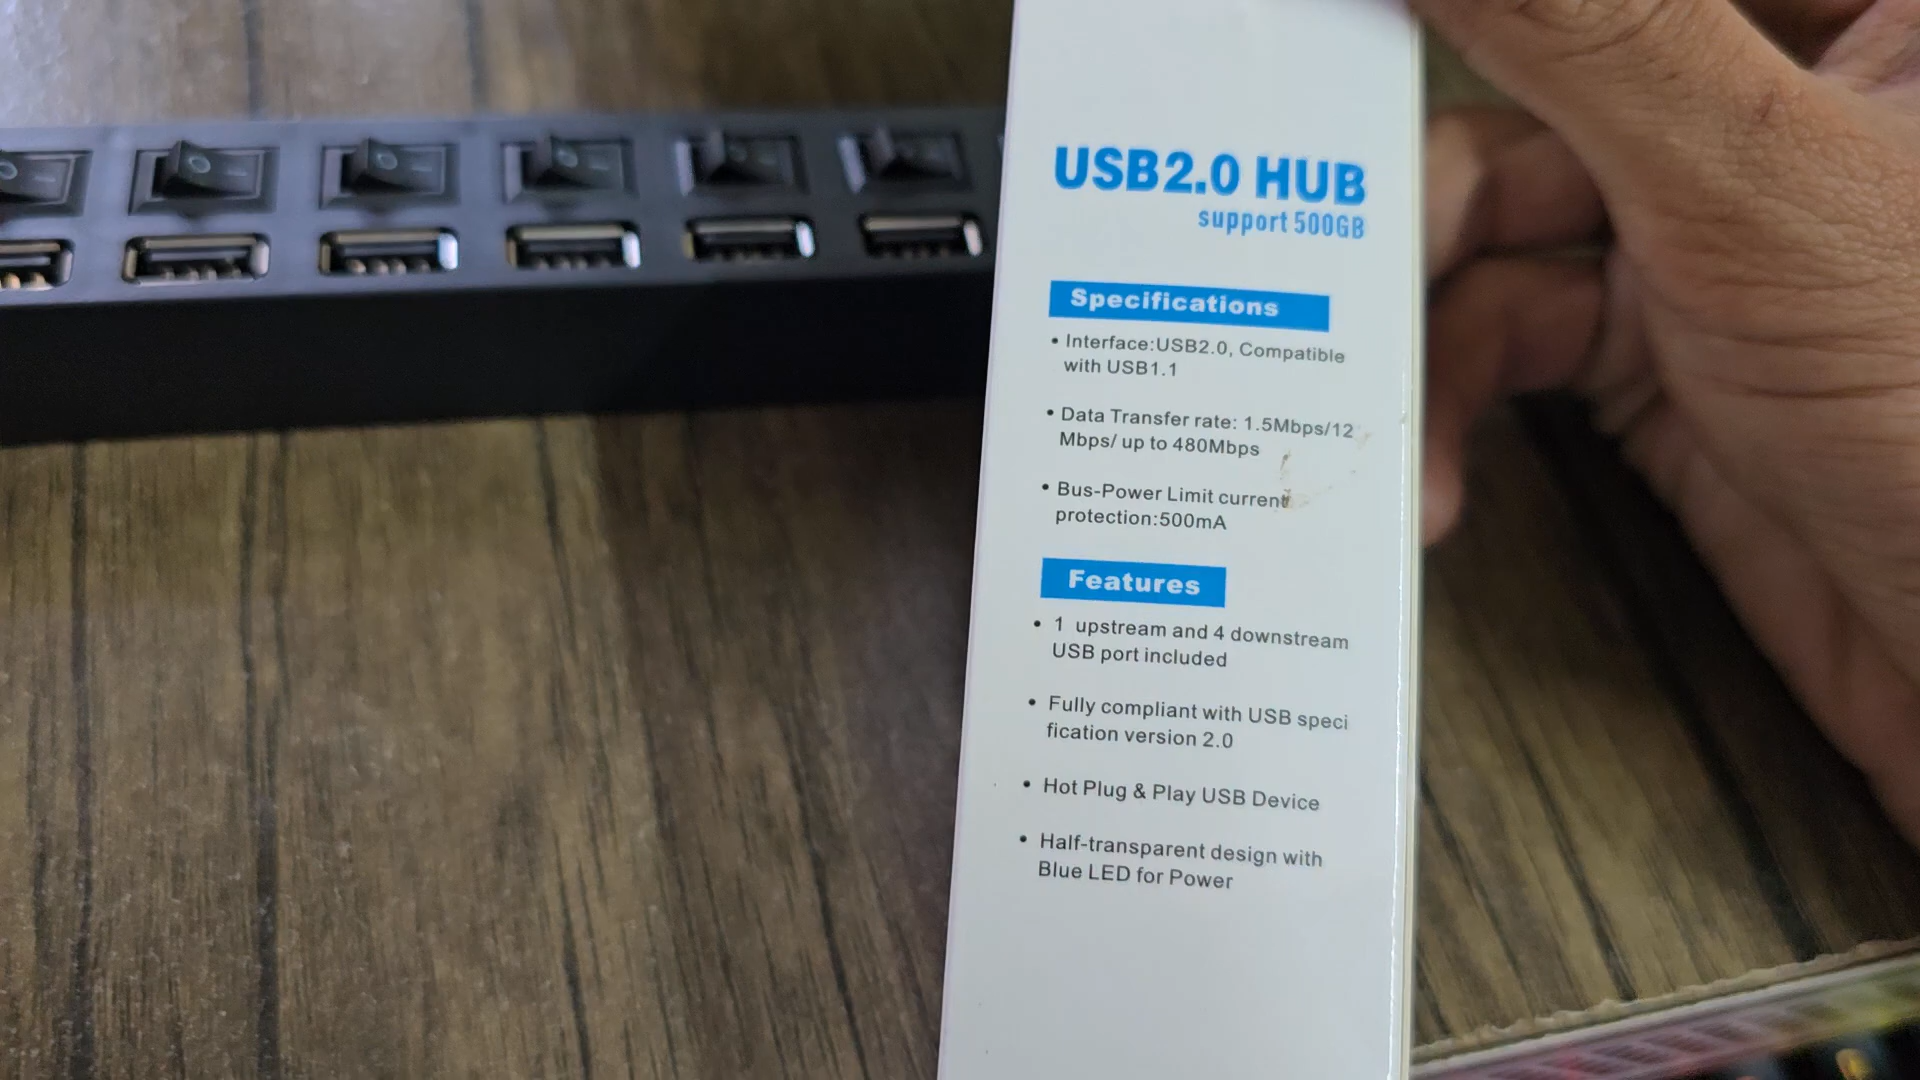 USB2.0 HUB
support 500GB
Specifications
• Interface:USB2.0, Compatible
with USB1.1
• Data Transfer rate: 1.5Mbps/12
Mbps/ up to 480Mbps
• Bus-Power Limit current
protection:500mA
Features
• 1 upstream and 4 downstream
USB port included
• Fully compliant with USB speci
fication version 2.0
• Hot Plug & Play USB Device
• Half-transparent design with
Blue LED for Power